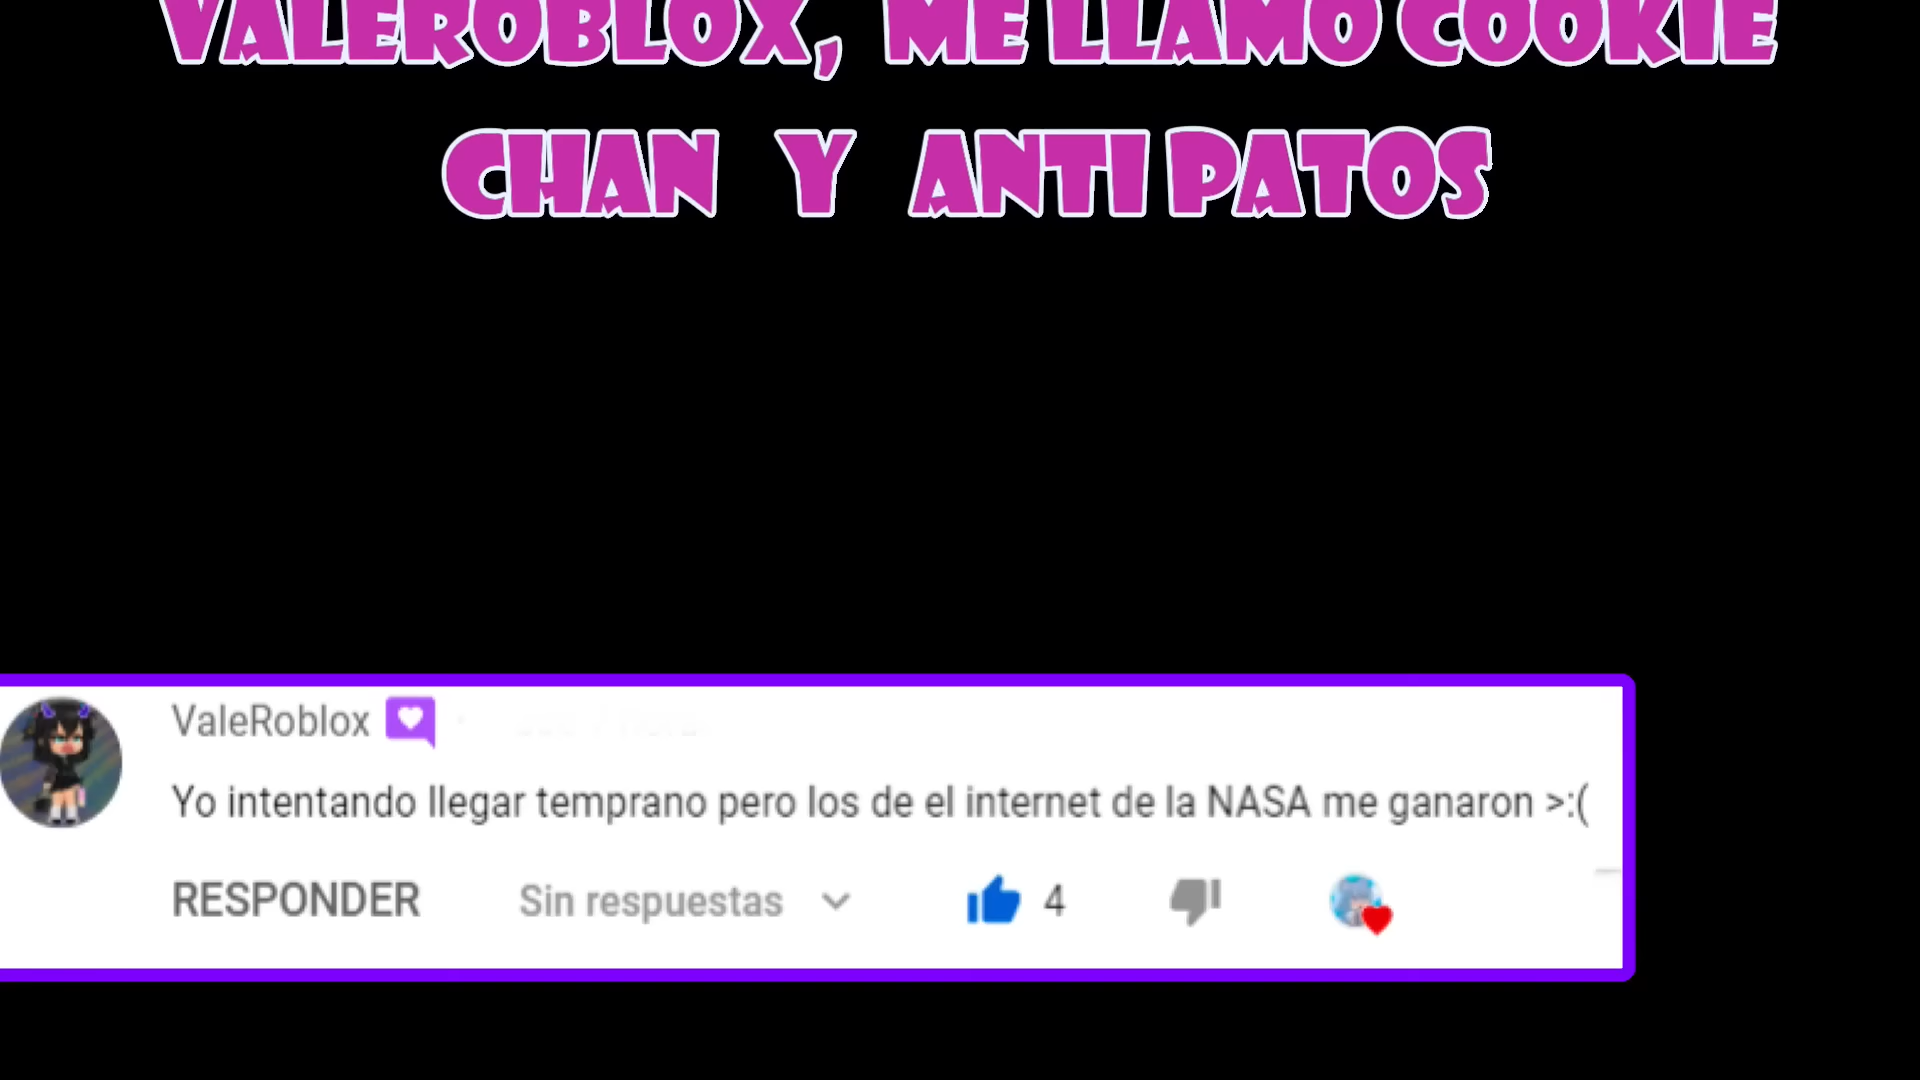 VALEROBLOX, ME LLAMO COOKIE
CHAN Y ANTI PATOS
ValeRoblox
Yo intentando llegar temprano pero los de el internet de la NASA me ganaron >:(
RESPONDER Sin respuestas 4